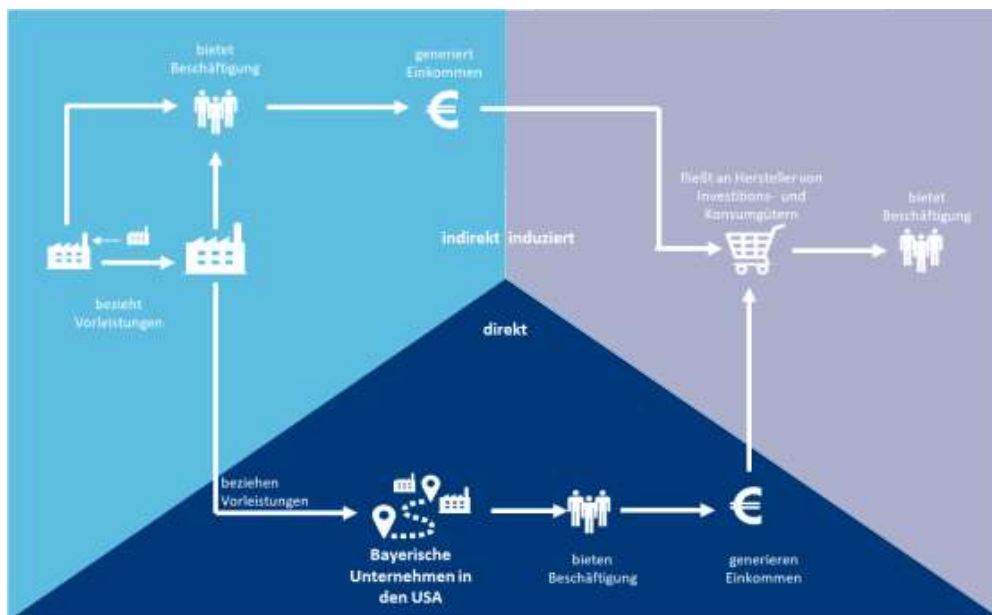 bietet
Beschäftigung
generiert
Einkommen
fließt an Hersteller von
Investitions- und
Konsumgütern
bietet
Beschäftigung
indirekt
induziert
bezieht
Vorleistungen
direkt
beziehen
Vorleistungen
Bayerische
Unternehmen in
den USA
bieten
Beschäftigung
generieren
Einkommen